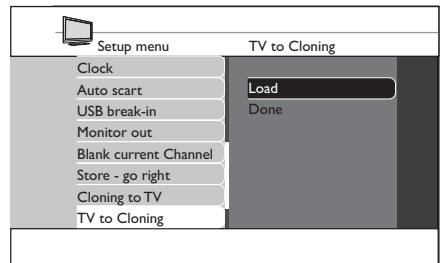 Setup menu
TV to Cloning
Clock
Auto scart
USB break-in
Monitor out
Blank current Channel
Store - go right
Cloning to TV
TV to Cloning
Load
Done